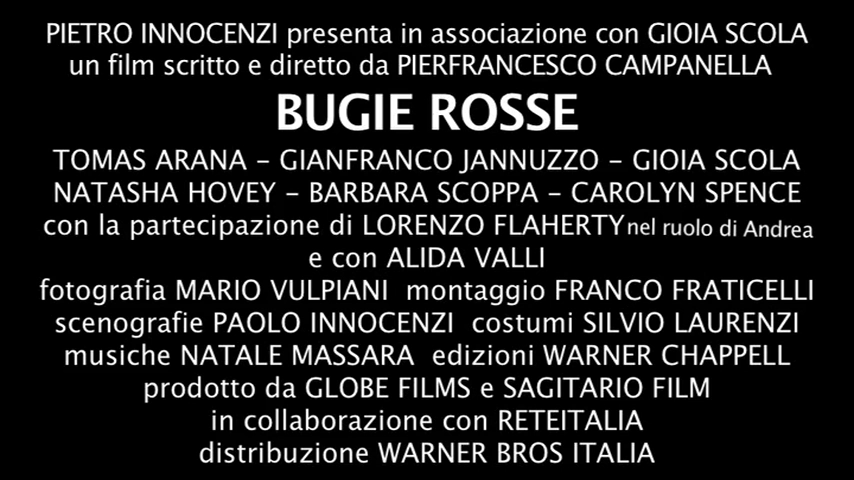 PIETRO INNOCENZI presenta in associazione con GIOIA SCOLA
un film scritto e diretto da PIERFRANCESCO CAMPANELLA
BUGIE ROSSE
TOMAS ARANA - GIANFRANCO JANNUZZO - GIOIA SCOLA
NATASHA HOVEY - BARBARA SCOPPA - CAROLYN SPENCE
con la partecipazione di LORENZO FLAHERTY nel ruolo di Andrea
e con ALIDA VALLI
fotografia MARIO VULPIANI montaggio FRANCO FRATICELLI
scenografie PAOLO INNOCENZI costumi SILVIO LAURENZI
musiche NATALE MASSARA edizioni WARNER CHAPPELL
prodotto da GLOBE FILMS e SAGITARIO FILM
in collaborazione con RETEITALIA
distribuzione WARNER BROS ITALIA